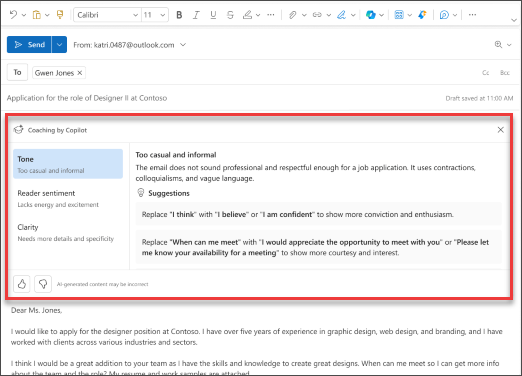 Calibri 11 B I U S
Send From: katri.0487@outlook.com
To Gwen Jones Cc Bcc
Application for the role of Designer II at Contoso Draft saved at 11:00 AM
Coaching by Copilot
Tone
Too casual and informal
Reader sentiment
Lacks energy and excitement
Clarity
Needs more details and specificity
Too casual and informal
The email does not sound professional and respectful enough for a job application. It uses contractions,
colloquialisms, and vague language.
Suggestions
Replace "I think" with "I believe" or "I am confident" to show more conviction and enthusiasm.
Replace "When can me meet" with "I would appreciate the opportunity to meet with you" or "Please let
me know your availability for a meeting" to show more courtesy and interest.
AI-generated content may be incorrect
Dear Ms. Jones,
I would like to apply for the designer position at Contoso. I have over five years of experience in graphic design, web design, and branding, and I have
worked with clients across various industries and sectors.
I think I would be a great addition to your team as I have the skills and knowledge to create great designs. When can me meet so I can get more info
about the team and the role? My resume and work samples are attached.